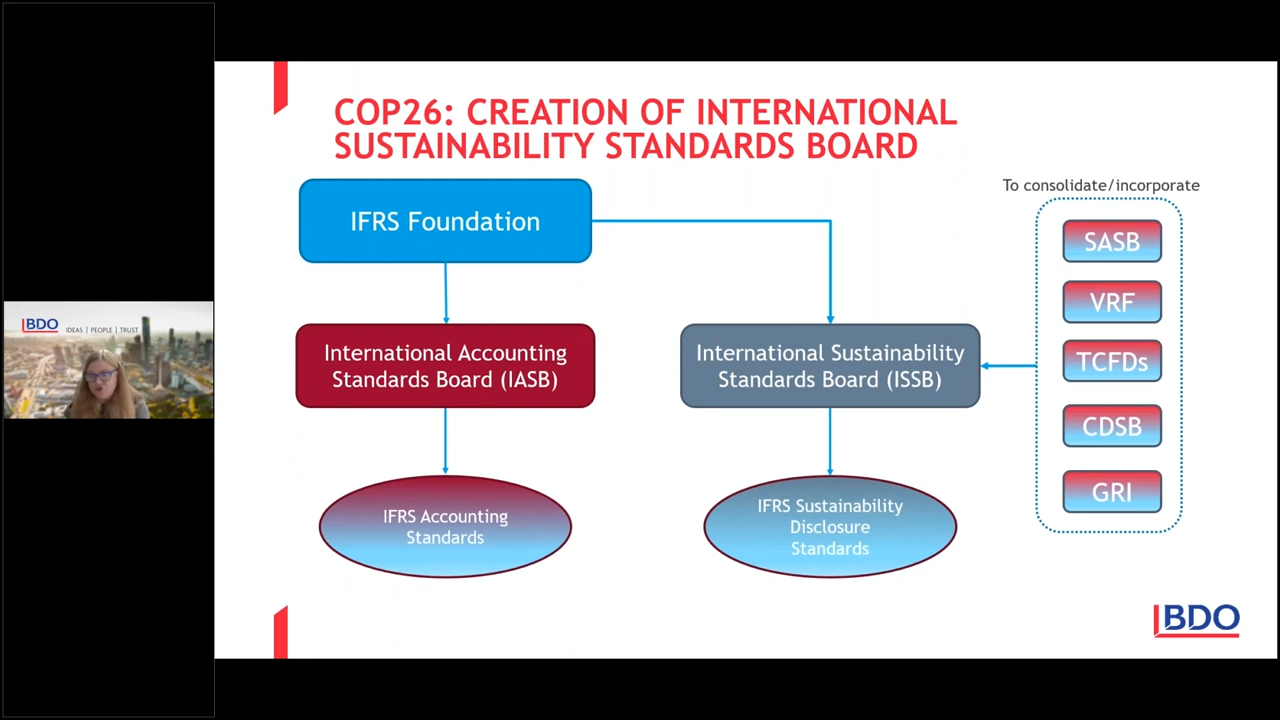 COP26: CREATION OF INTERNATIONAL
SUSTAINABILITY STANDARDS BOARD
To consolidate/incorporate
IFRS Foundation
SASB
VRF
International Accounting
Standards Board (IASB)
International Sustainability
Standards Board (ISSB)
TCFDs
CDSB
GRI
IFRS Accounting
Standards
IFRS Sustainability
Disclosure
Standards
BDO
BDO IDEAS | PEOPLE | TRUST